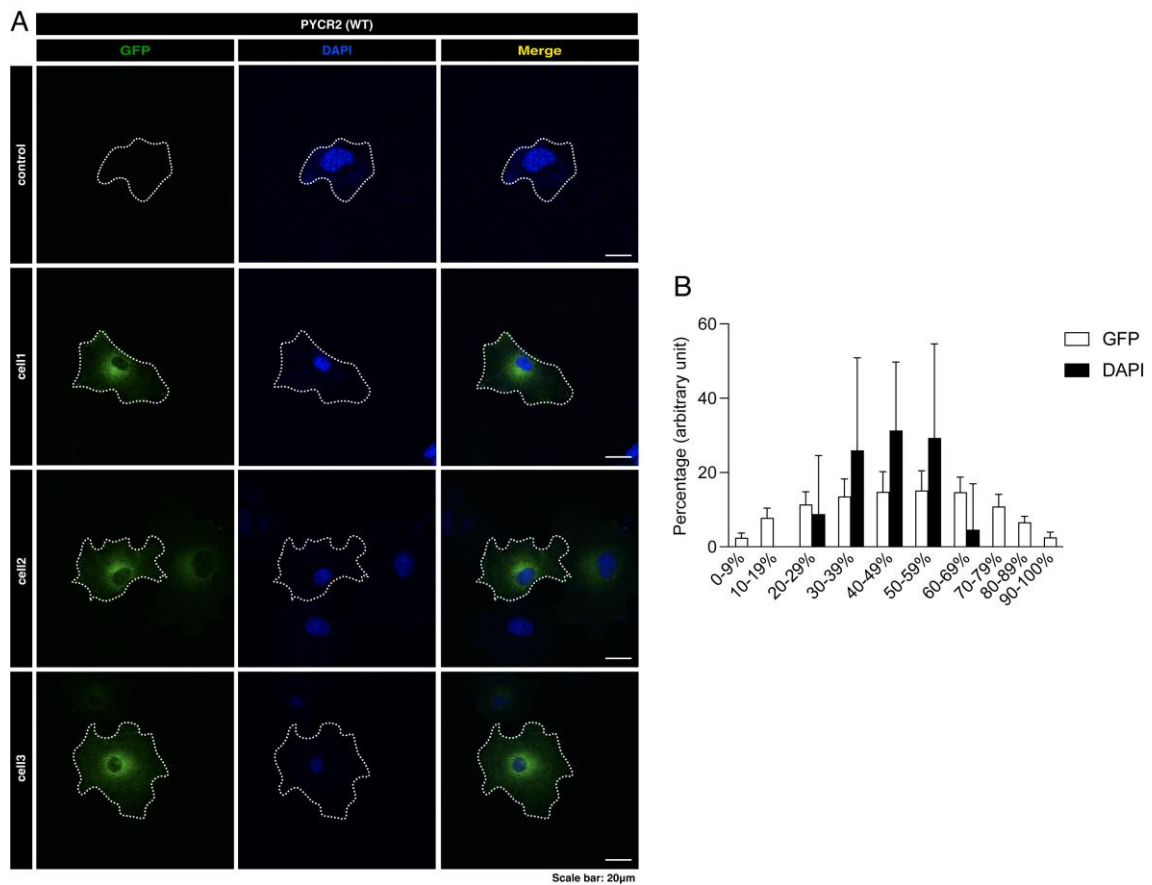 A
PYCR2 (WT)
GFP
DAPI
Merge
control
cell1
cell2
cell3
Scale bar: 20μm
B
Percentage (arbitrary unit)
60
40
20
0
0-9%
10-19%
20-29%
30-39%
40-49%
50-59%
60-69%
70-79%
80-89%
90-100%
GFP
DAPI